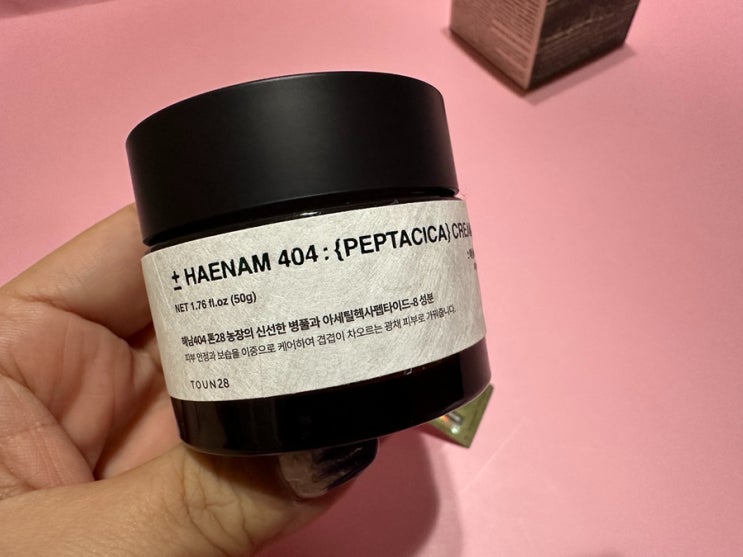 ± HAENAM 404 : {PEPTACICA} CREAM
NET 1.76 fl.oz (50g)
해남404 톤28 농장의 신선한 병풀과 아세틸헥사펩타이드-8 성분
피부 안정과 보습을 이중으로 케어하여 겹겹이 차오르는 광채 피부로 가꿔줍니다.
TOUN28